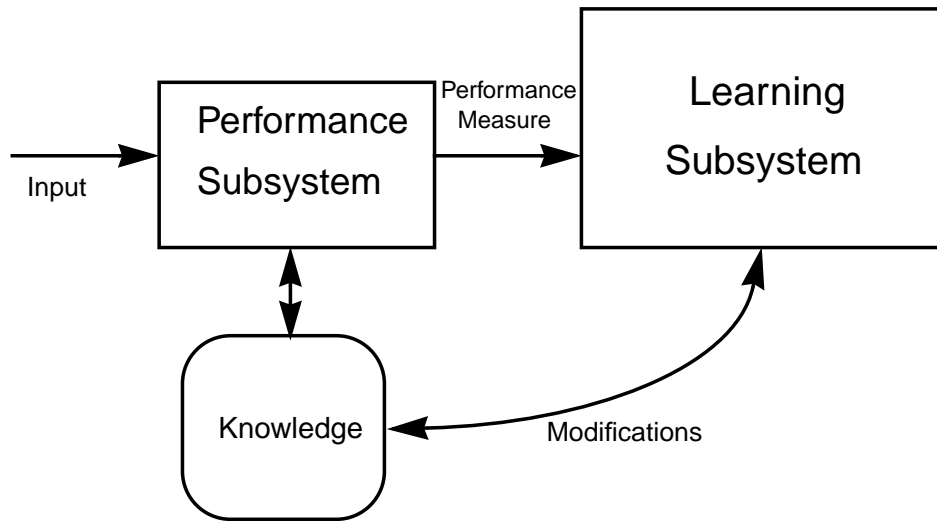 Input
Performance
Subsystem
Performance
Measure
Learning
Subsystem
Knowledge
Modifications